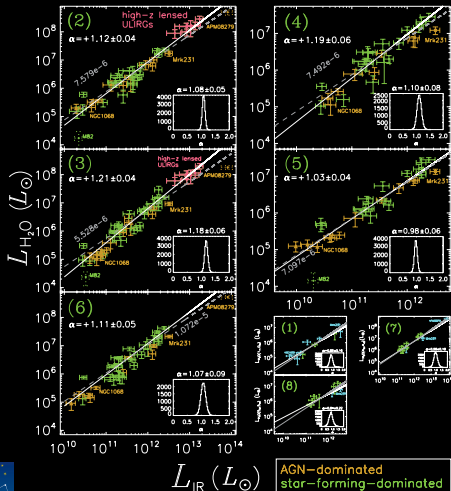 (2)
high-z lensed
ULIRGs
APM08279
α=+1.12±0.04
Mrk231
7.579e-6
α=1.08±0.05
NGC1068
M82
(4)
α=+1.19±0.06
Mrk231
7.492e-6
α=1.10±0.08
NGC1068
(3)
high-z lensed
ULIRGs
APM08279
α=+1.21±0.04
Mrk231
5.528e-6
α=1.18±0.06
NGC1068
M82
(5)
α=+1.03±0.04
Mrk231
α=0.98±0.06
NGC1068
7.097e-6
M82
(6)
α=+1.11±0.05
1.072e-5
Mrk231
α=1.07±0.09
NGC1068
(1)
(7)
(8)
L H₂O (L⊙)
L IR (L⊙)
AGN-dominated
star-forming-dominated